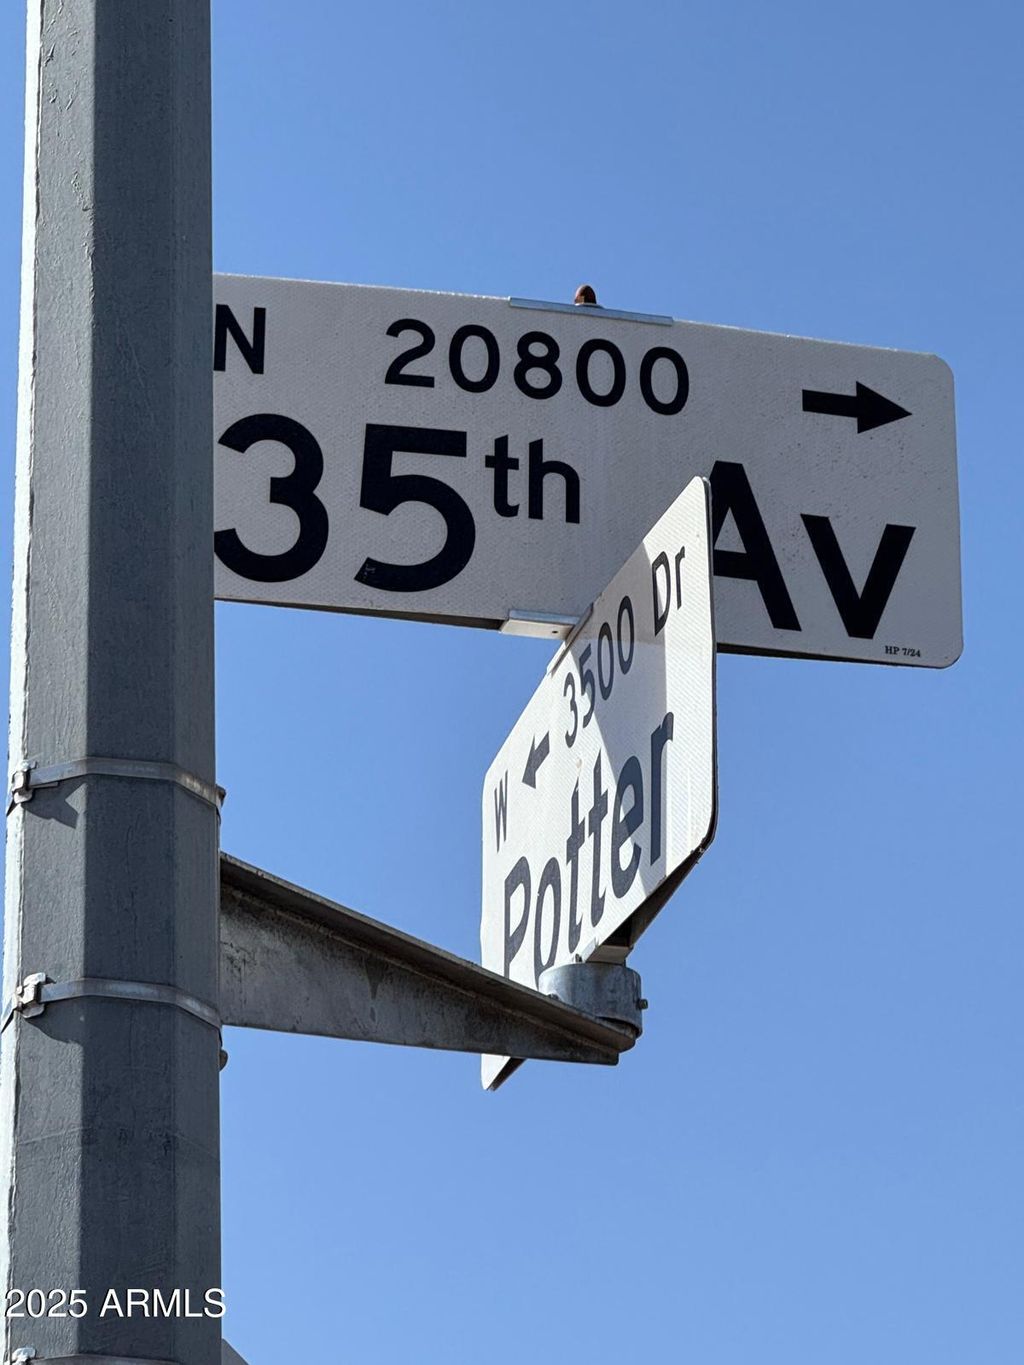 N 20800 →
35th Av
HP 7/24
W ← 3500 Dr
Potter
2025 ARMLS